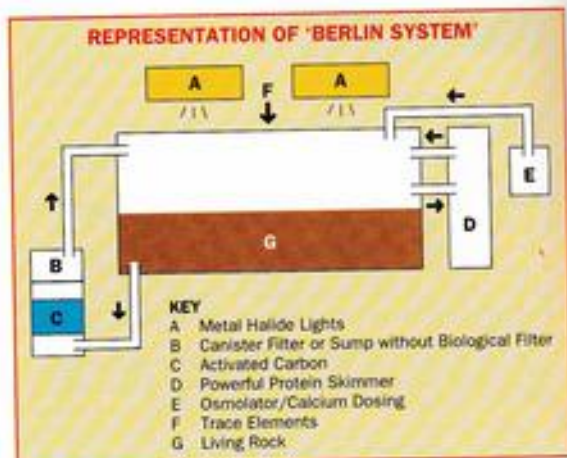 REPRESENTATION OF 'BERLIN SYSTEM'
A
A
F
E
D
G
B
C
KEY
A Metal Halide Lights
B Canister Filter or Sump without Biological Filter
C Activated Carbon
D Powerful Protein Skimmer
E Osmolator/Calcium Dosing
F Trace Elements
G Living Rock